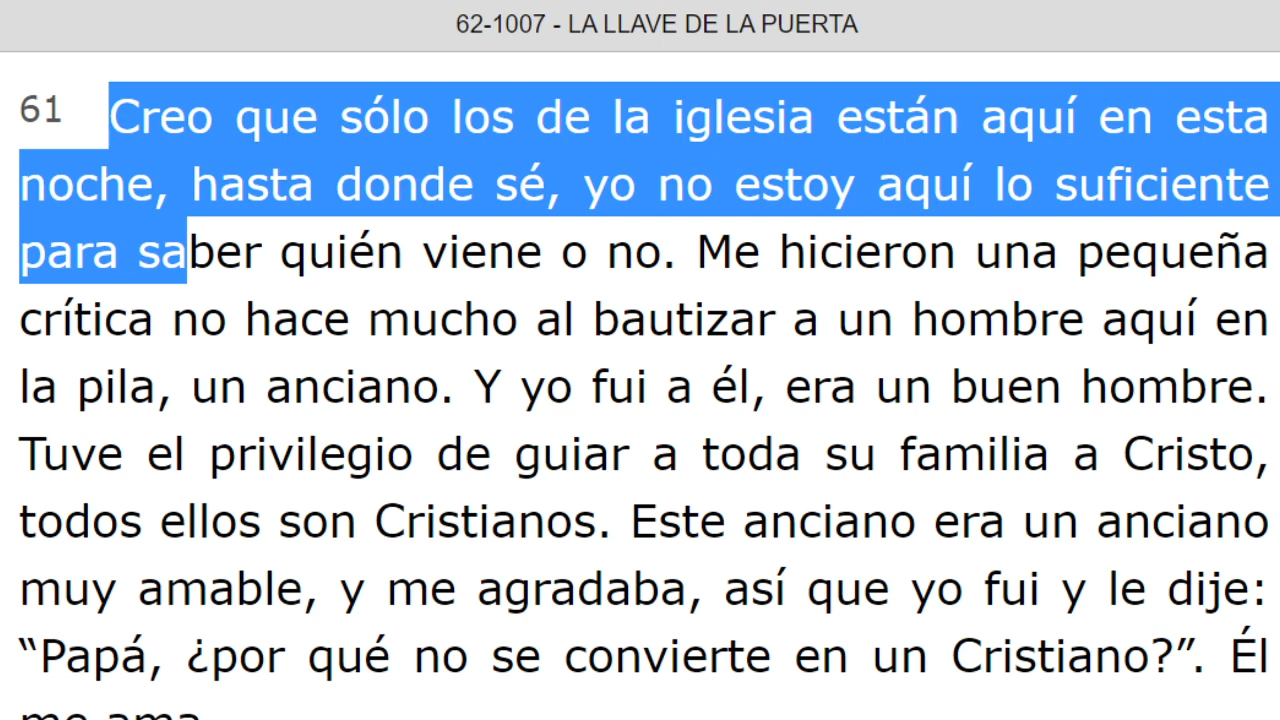 62-1007 - LA LLAVE DE LA PUERTA
61 Creo que sólo los de la iglesia están aquí en esta
noche, hasta donde sé, yo no estoy aquí lo suficiente
para saber quién viene o no. Me hicieron una pequeña
crítica no hace mucho al bautizar a un hombre aquí en
la pila, un anciano. Y yo fui a él, era un buen hombre.
Tuve el privilegio de guiar a toda su familia a Cristo,
todos ellos son Cristianos. Este anciano era un anciano
muy amable, y me agradaba, así que yo fui y le dije:
“Papá, ¿por qué no se convierte en un Cristiano?”. Él
me ama